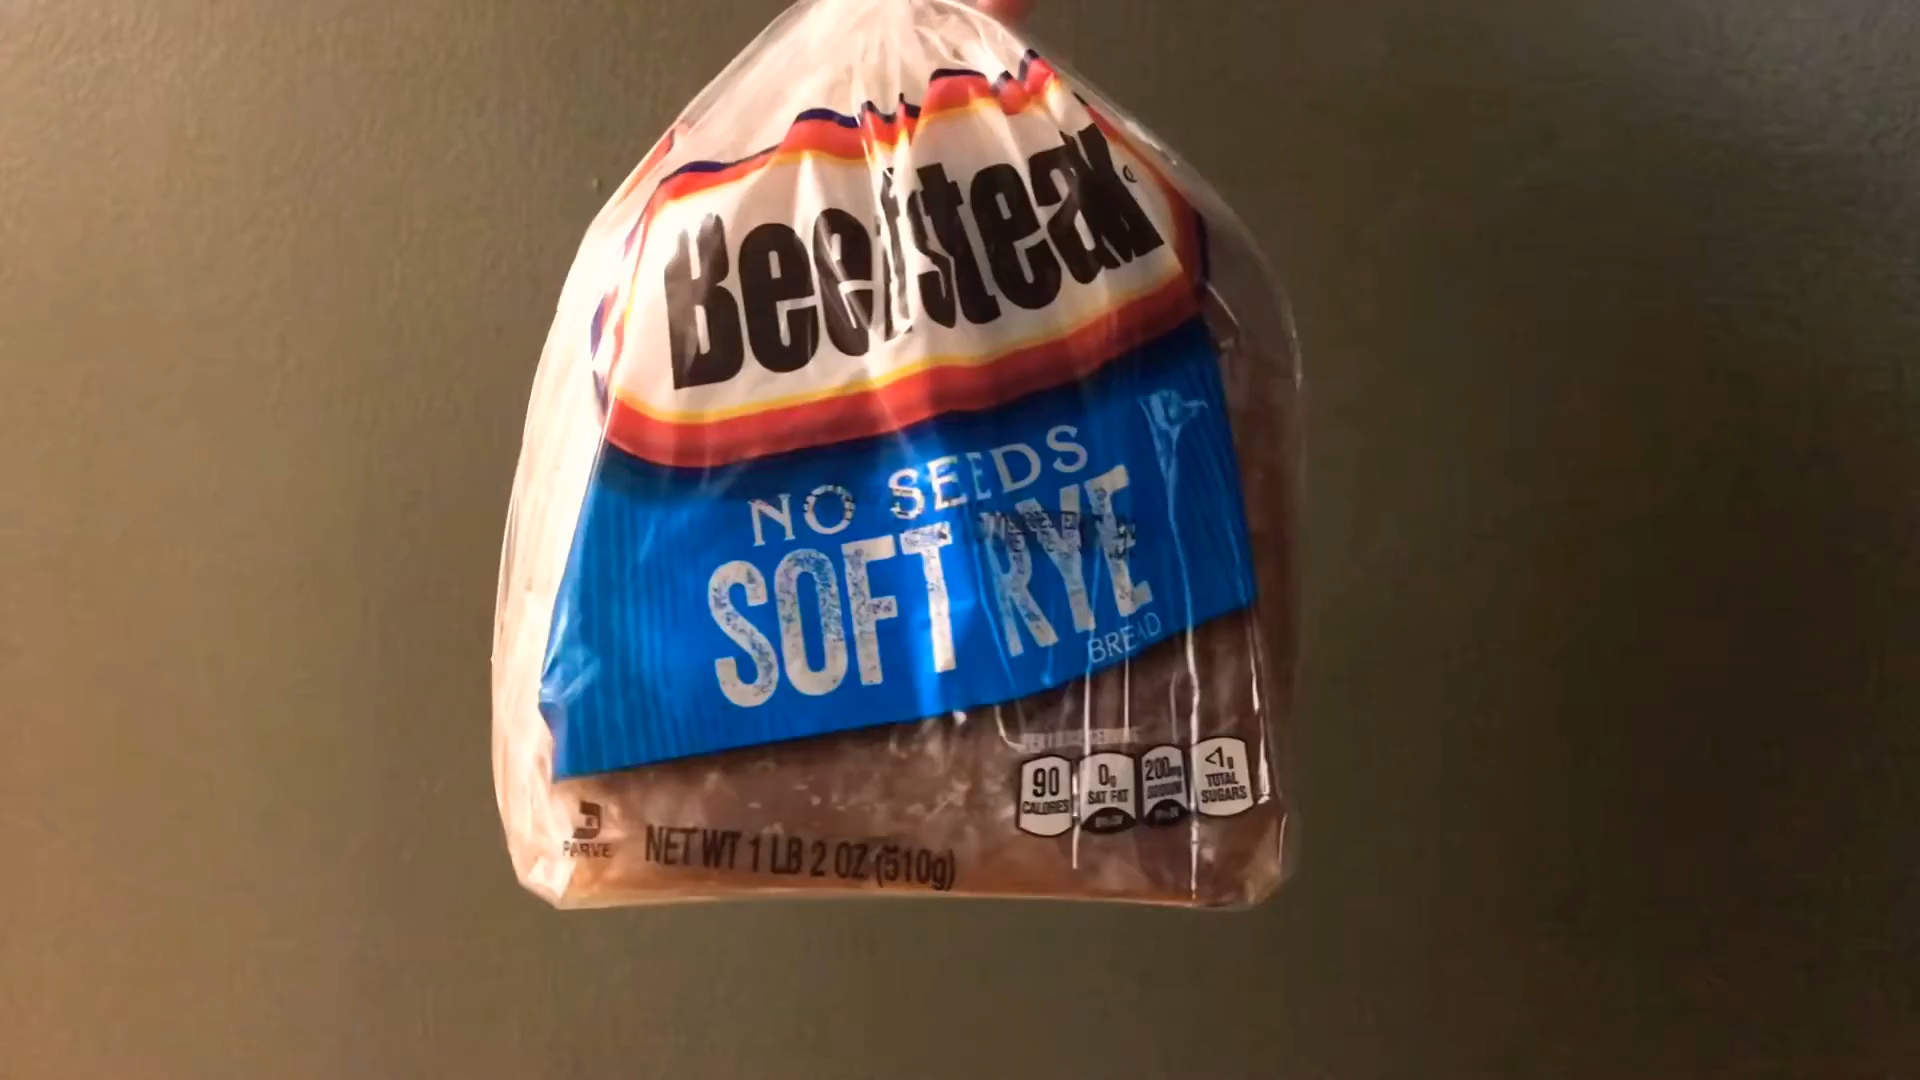 Beefsteak
NO SEEDS
SOFT RYE
BREAD
90
CALORIES
0g
SAT FAT
200mg
SODIUM
<1g
TOTAL
SUGARS
PARVE
NET WT 1 LB 2 OZ (510g)